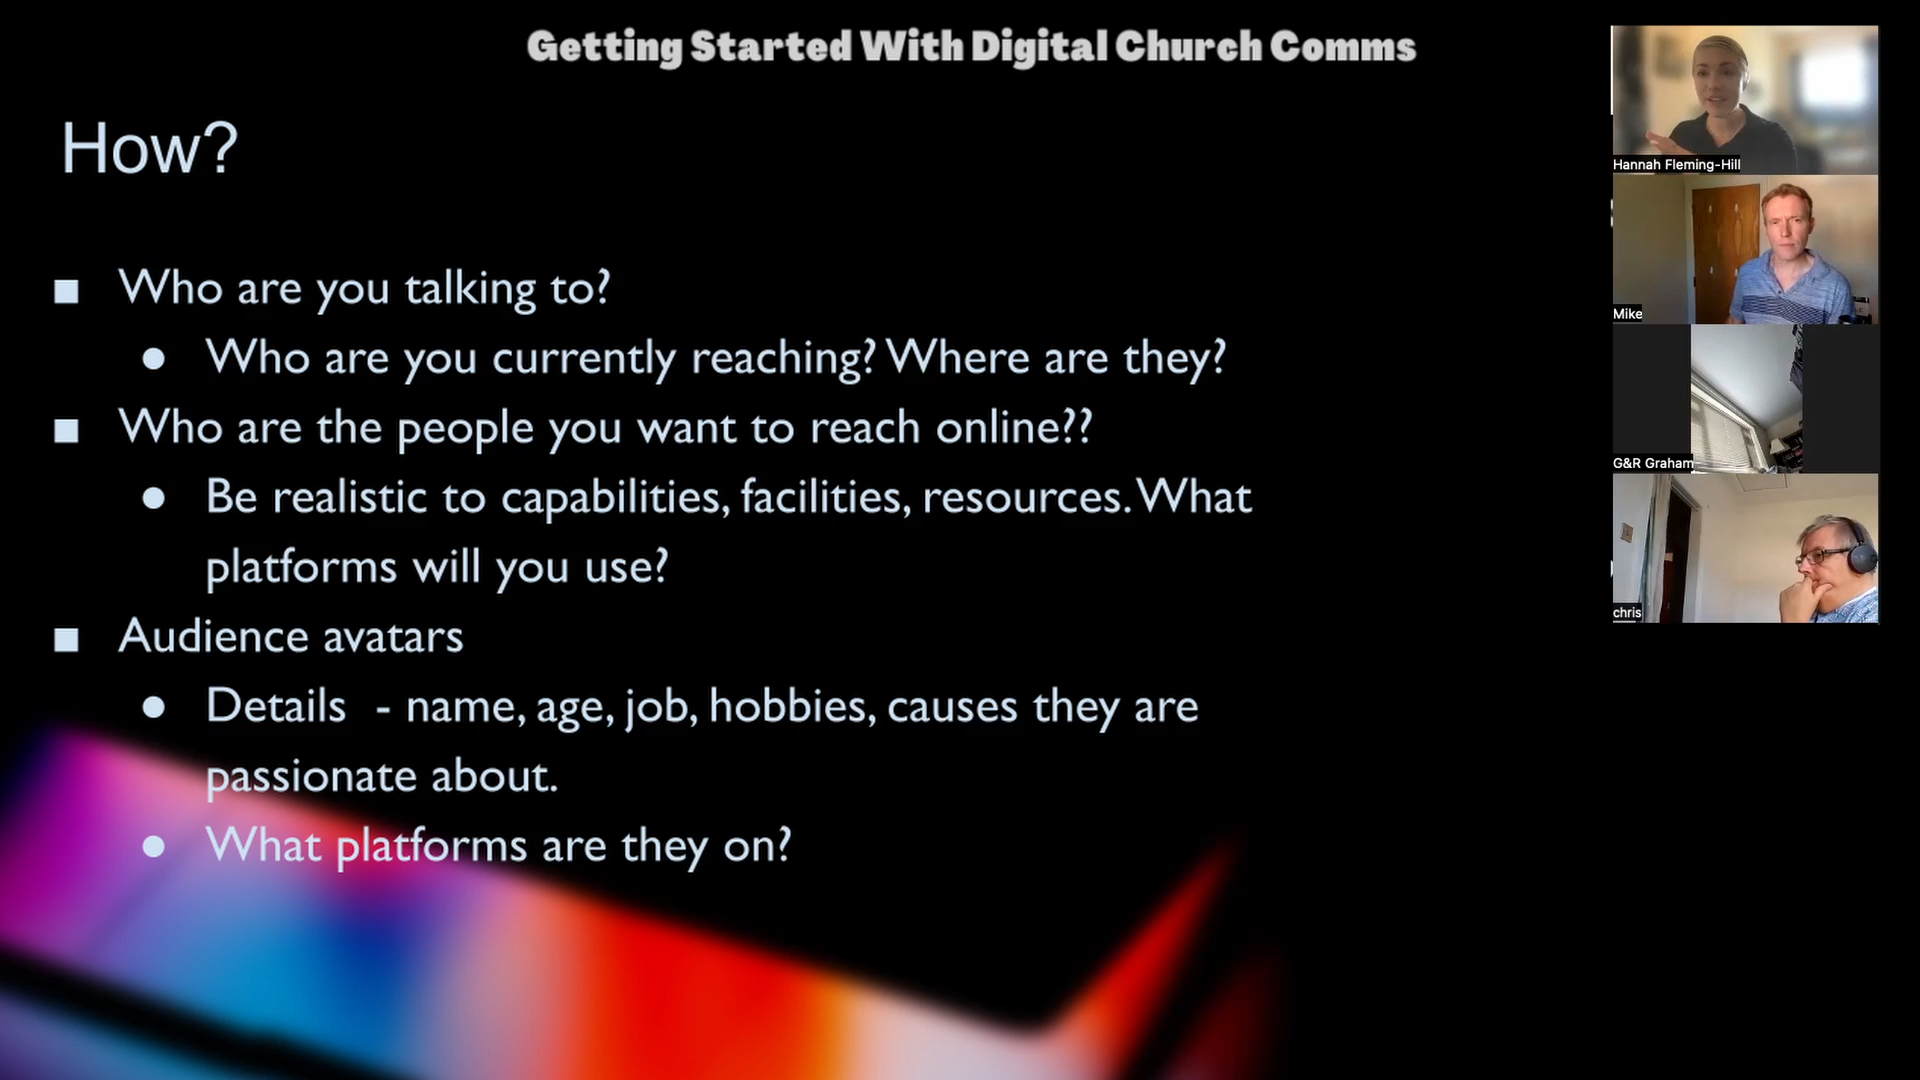 Getting Started With Digital Church Comms
How?
Who are you talking to?
Who are you currently reaching? Where are they?
Who are the people you want to reach online??
Be realistic to capabilities, facilities, resources. What
platforms will you use?
Audience avatars
Details - name, age, job, hobbies, causes they are
passionate about.
What platforms are they on?
Hannah Fleming-Hill
Mike
G&R Graham
chris